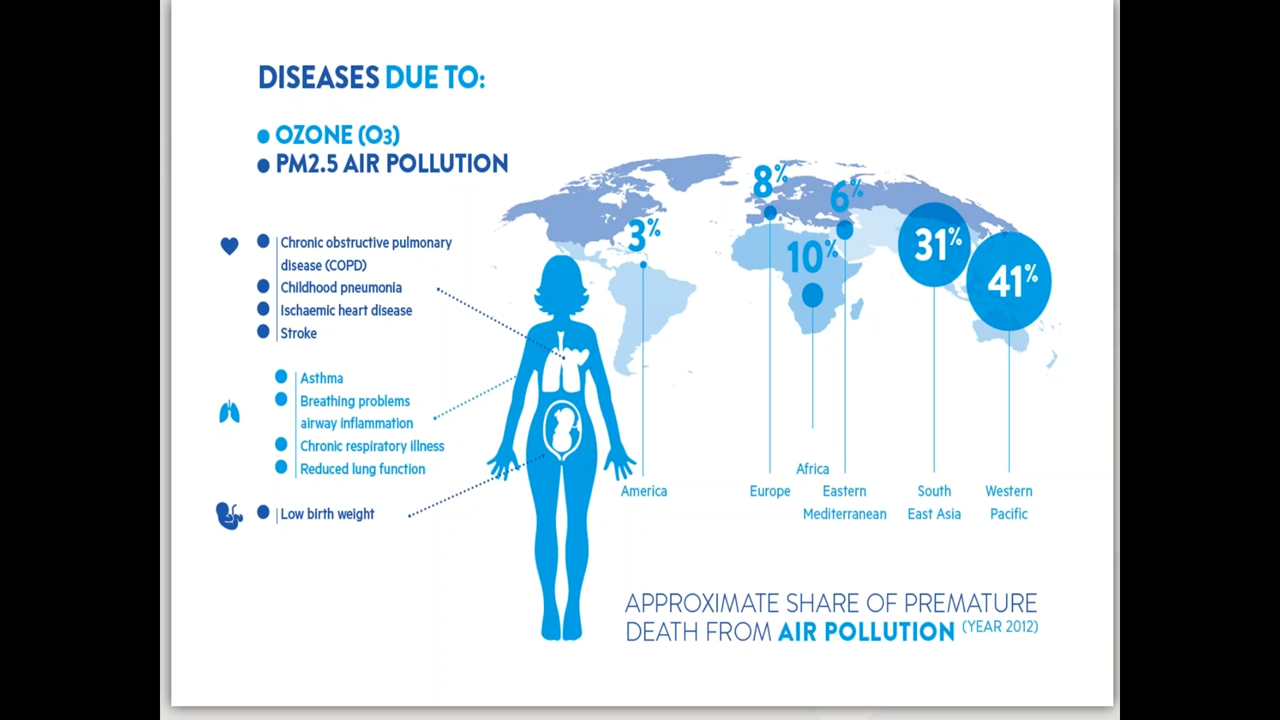 DISEASES DUE TO:
OZONE (O3)
PM2.5 AIR POLLUTION
Chronic obstructive pulmonary
disease (COPD)
Childhood pneumonia
Ischaemic heart disease
Stroke
Asthma
Breathing problems
airway inflammation
Chronic respiratory illness
Reduced lung function
Low birth weight
3%
8%
10%
6%
31%
41%
America
Europe
Africa
Eastern
Mediterranean
South
East Asia
Western
Pacific
APPROXIMATE SHARE OF PREMATURE
DEATH FROM AIR POLLUTION (YEAR 2012)